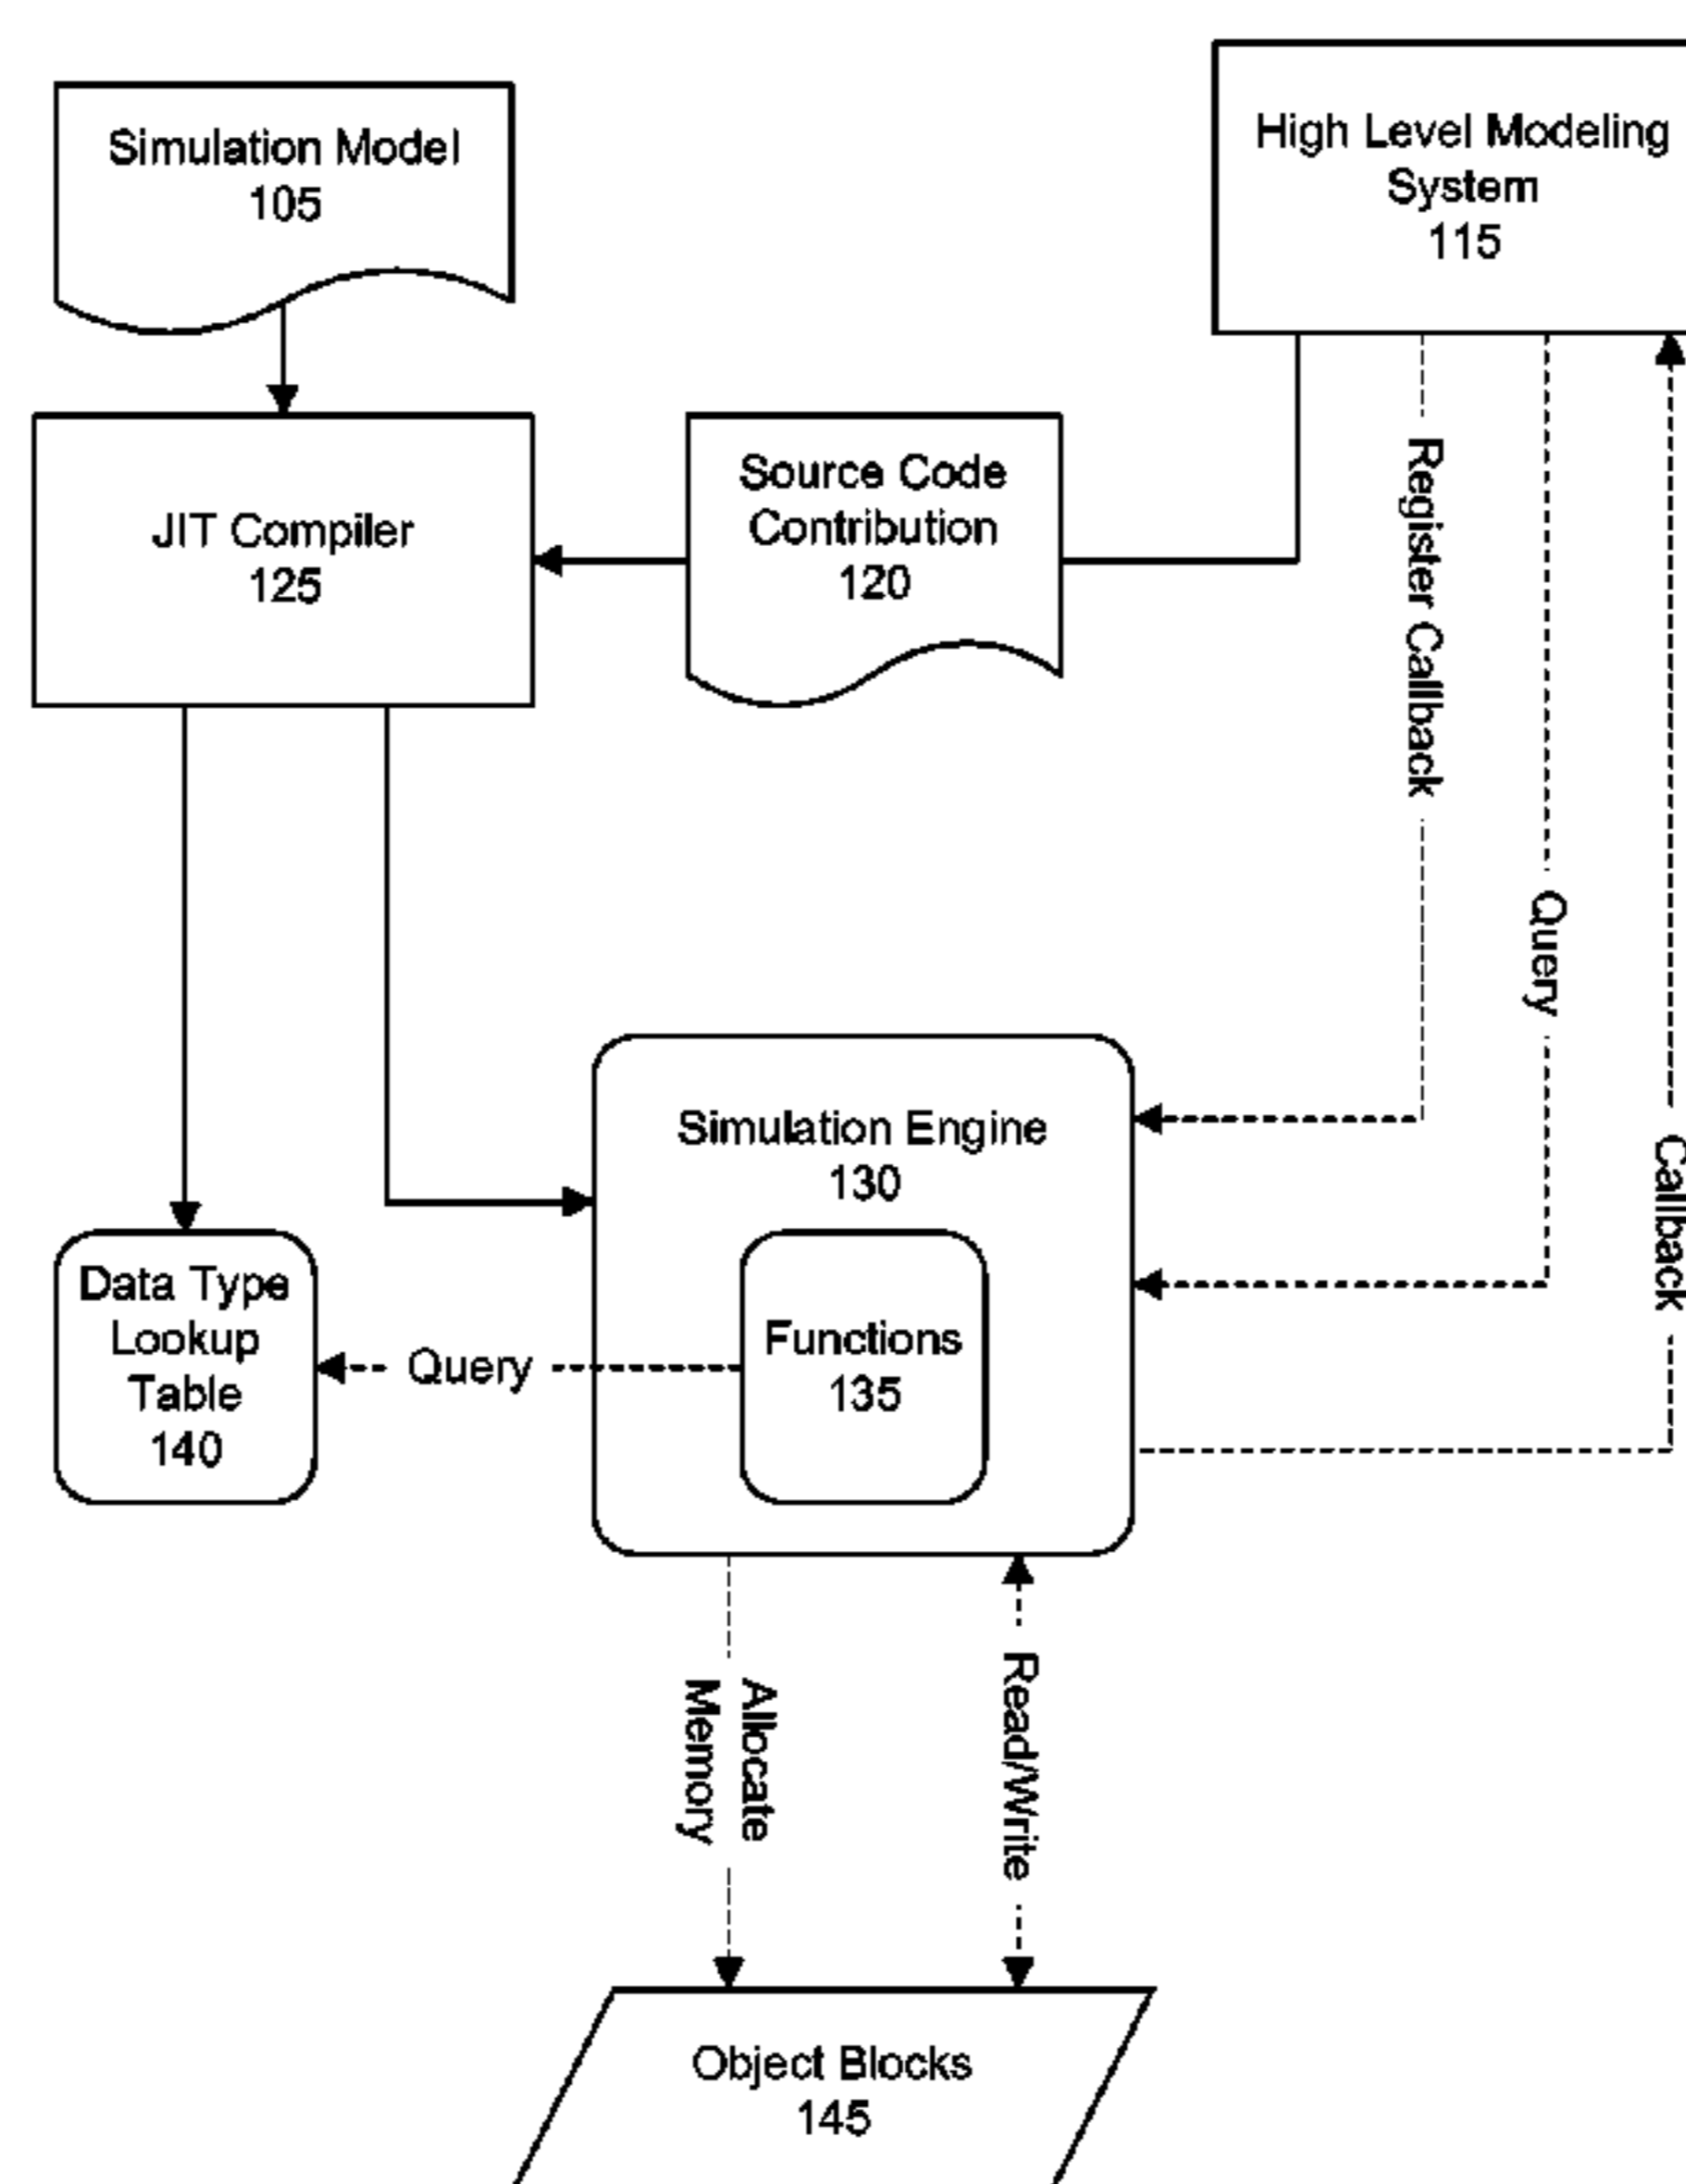 Simulation Model
105
High Level Modeling
System
115
JIT Compiler
125
Source Code
Contribution
120
Register Callback
Query
Callback
Simulation Engine
130
Functions
135
Data Type
Lookup
Table
140
Query
Allocate
Memory
Read/Write
Object Blocks
145